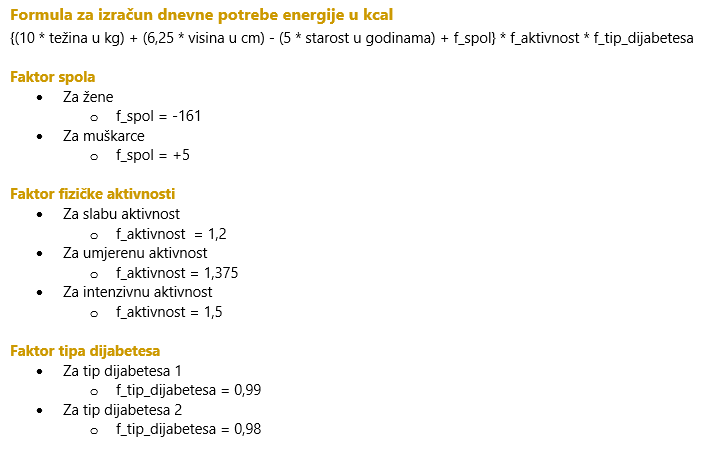 Formula za izračun dnevne potrebe energije u kcal
{(10 * težina u kg) + (6,25 * visina u cm) - (5 * starost u godinama) + f_spol} * f_aktivnost * f_tip_dijabetesa
Faktor spola
• Za žene
o f_spol = -161
• Za muškarce
o f_spol = +5
Faktor fizičke aktivnosti
• Za slabu aktivnost
o f_aktivnost = 1,2
• Za umjerenu aktivnost
o f_aktivnost = 1,375
• Za intenzivnu aktivnost
o f_aktivnost = 1,5
Faktor tipa dijabetesa
• Za tip dijabetesa 1
o f_tip_dijabetesa = 0,99
• Za tip dijabetesa 2
o f_tip_dijabetesa = 0,98